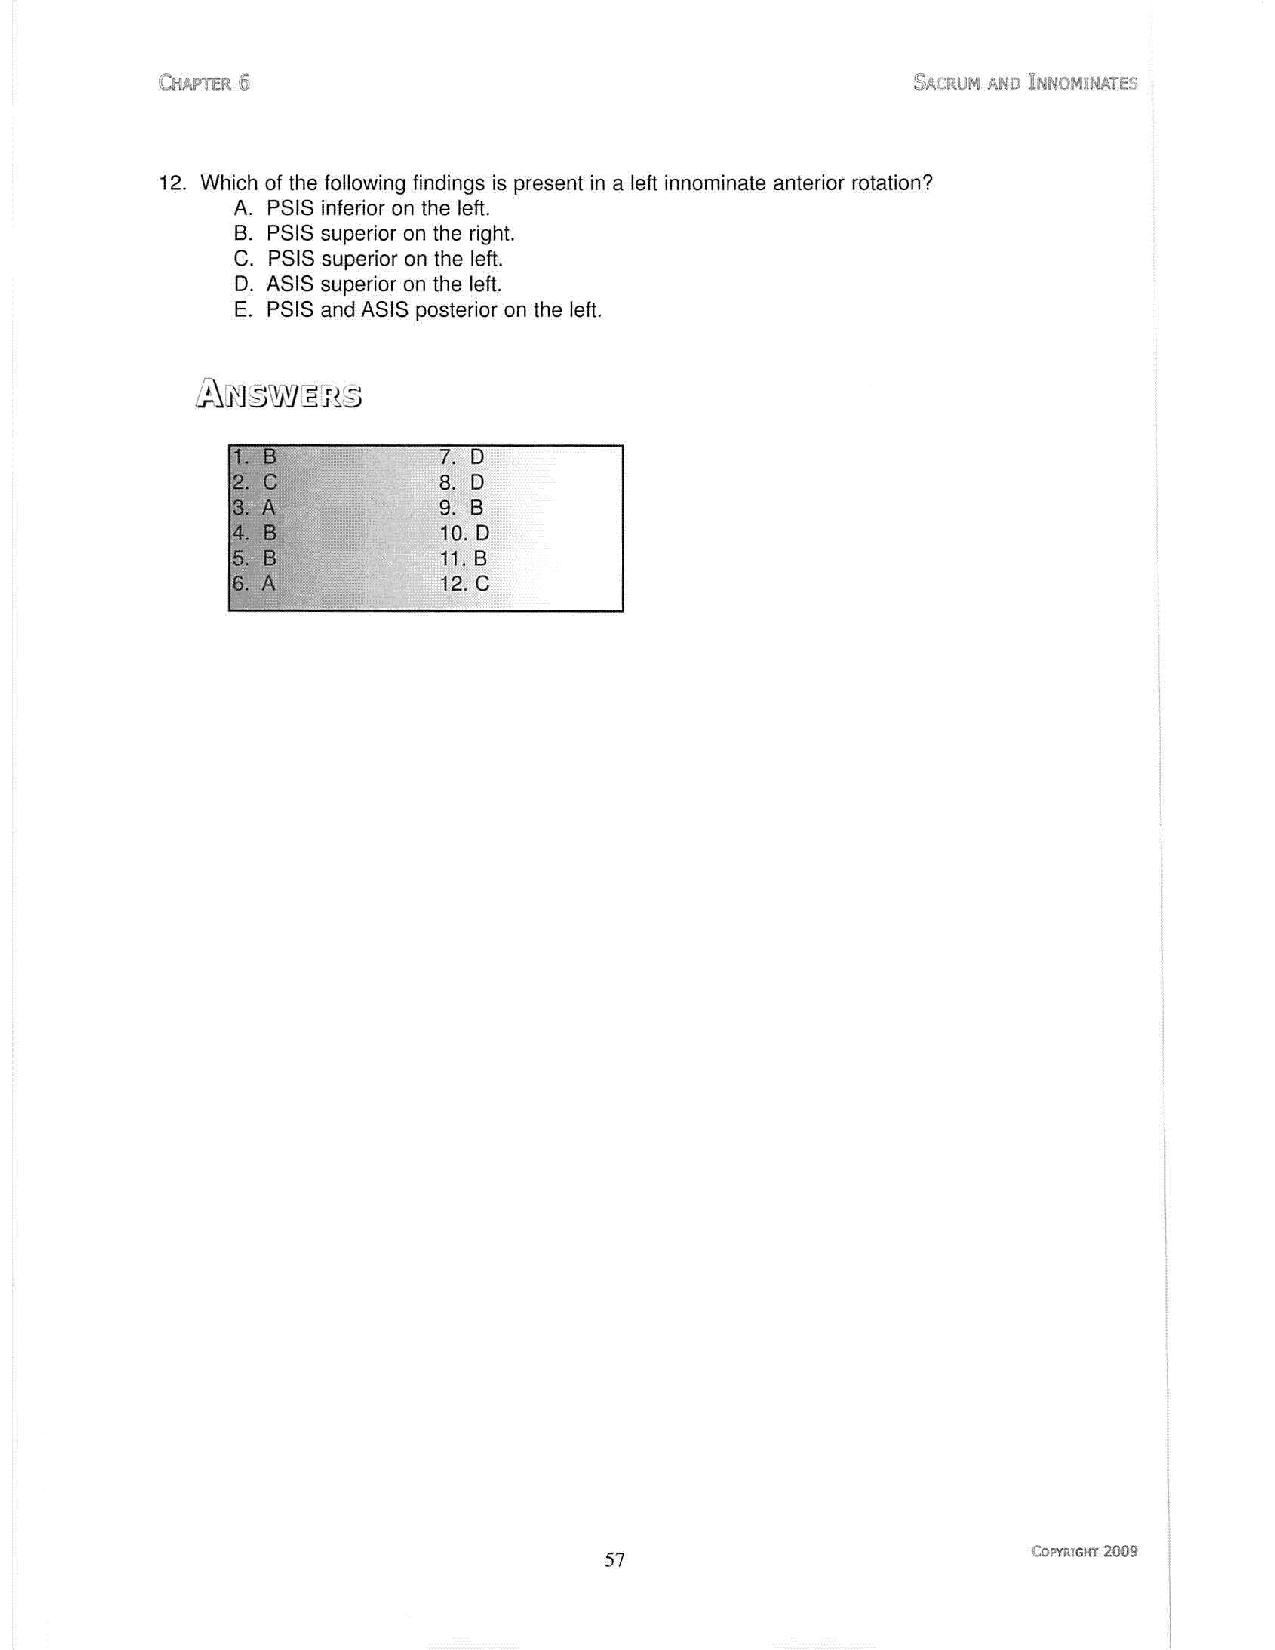 CHAPTER 6 SACRUM AND INNOMINATES
12. Which of the following findings is present in a left innominate anterior rotation?
A. PSIS inferior on the left.
B. PSIS superior on the right.
C. PSIS superior on the left.
D. ASIS superior on the left.
E. PSIS and ASIS posterior on the left.
ANSWERS
1. B 7. D
2. C 8. D
3. A 9. B
4. B 10. D
5. B 11. B
6. A 12. C
57 COPYRIGHT 2009